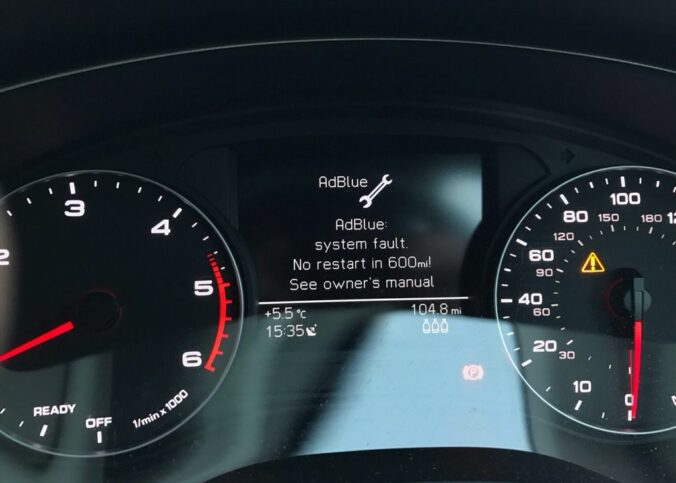 AdBlue
AdBlue:
system fault.
No restart in 600mi!
See owner's manual
+5.5 °C
104.8 mi
15:35
2
3
4
5
6
READY
OFF
1/min x 1000
0
10
20
30
40
60
60
90
80
120
100
150
180
P